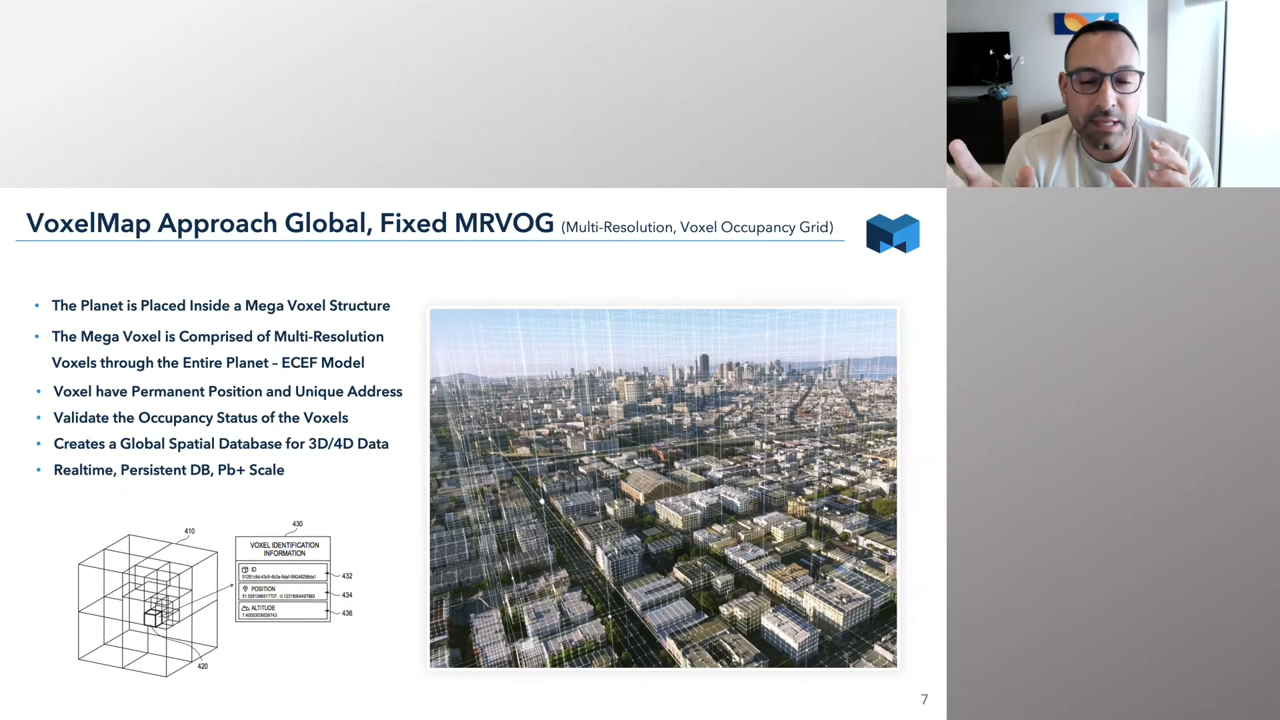 VoxelMap Approach Global, Fixed MRVOG (Multi-Resolution, Voxel Occupancy Grid)
• The Planet is Placed Inside a Mega Voxel Structure
• The Mega Voxel is Comprised of Multi-Resolution
Voxels through the Entire Planet – ECEF Model
• Voxel have Permanent Position and Unique Address
• Validate the Occupancy Status of the Voxels
• Creates a Global Spatial Database for 3D/4D Data
• Realtime, Persistent DB, Pb+ Scale
410
430
VOXEL IDENTIFICATION
INFORMATION
ID
432
POSITION
434
ALTITUDE
436
420
7